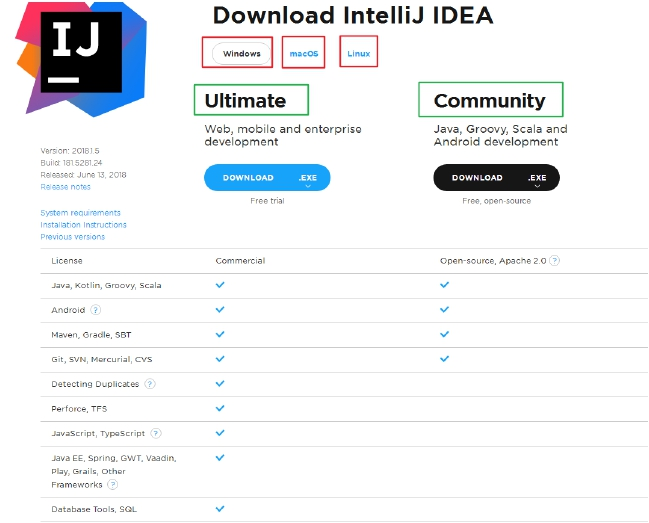 IJ
Download IntelliJ IDEA
Windows macOS Linux
Ultimate
Web, mobile and enterprise
development
DOWNLOAD .EXE
Free trial
Community
Java, Groovy, Scala and
Android development
DOWNLOAD .EXE
Free, open-source
Version: 2018.1.5
Build: 181.5281.24
Released: June 13, 2018
Release notes
System requirements
Installation Instructions
Previous versions
License Commercial Open-source, Apache 2.0 ?
Java, Kotlin, Groovy, Scala
Android ?
Maven, Gradle, SBT
Git, SVN, Mercurial, CVS
Detecting Duplicates ?
Perforce, TFS
JavaScript, TypeScript ?
Java EE, Spring, GWT, Vaadin,
Play, Grails, Other
Frameworks ?
Database Tools, SQL